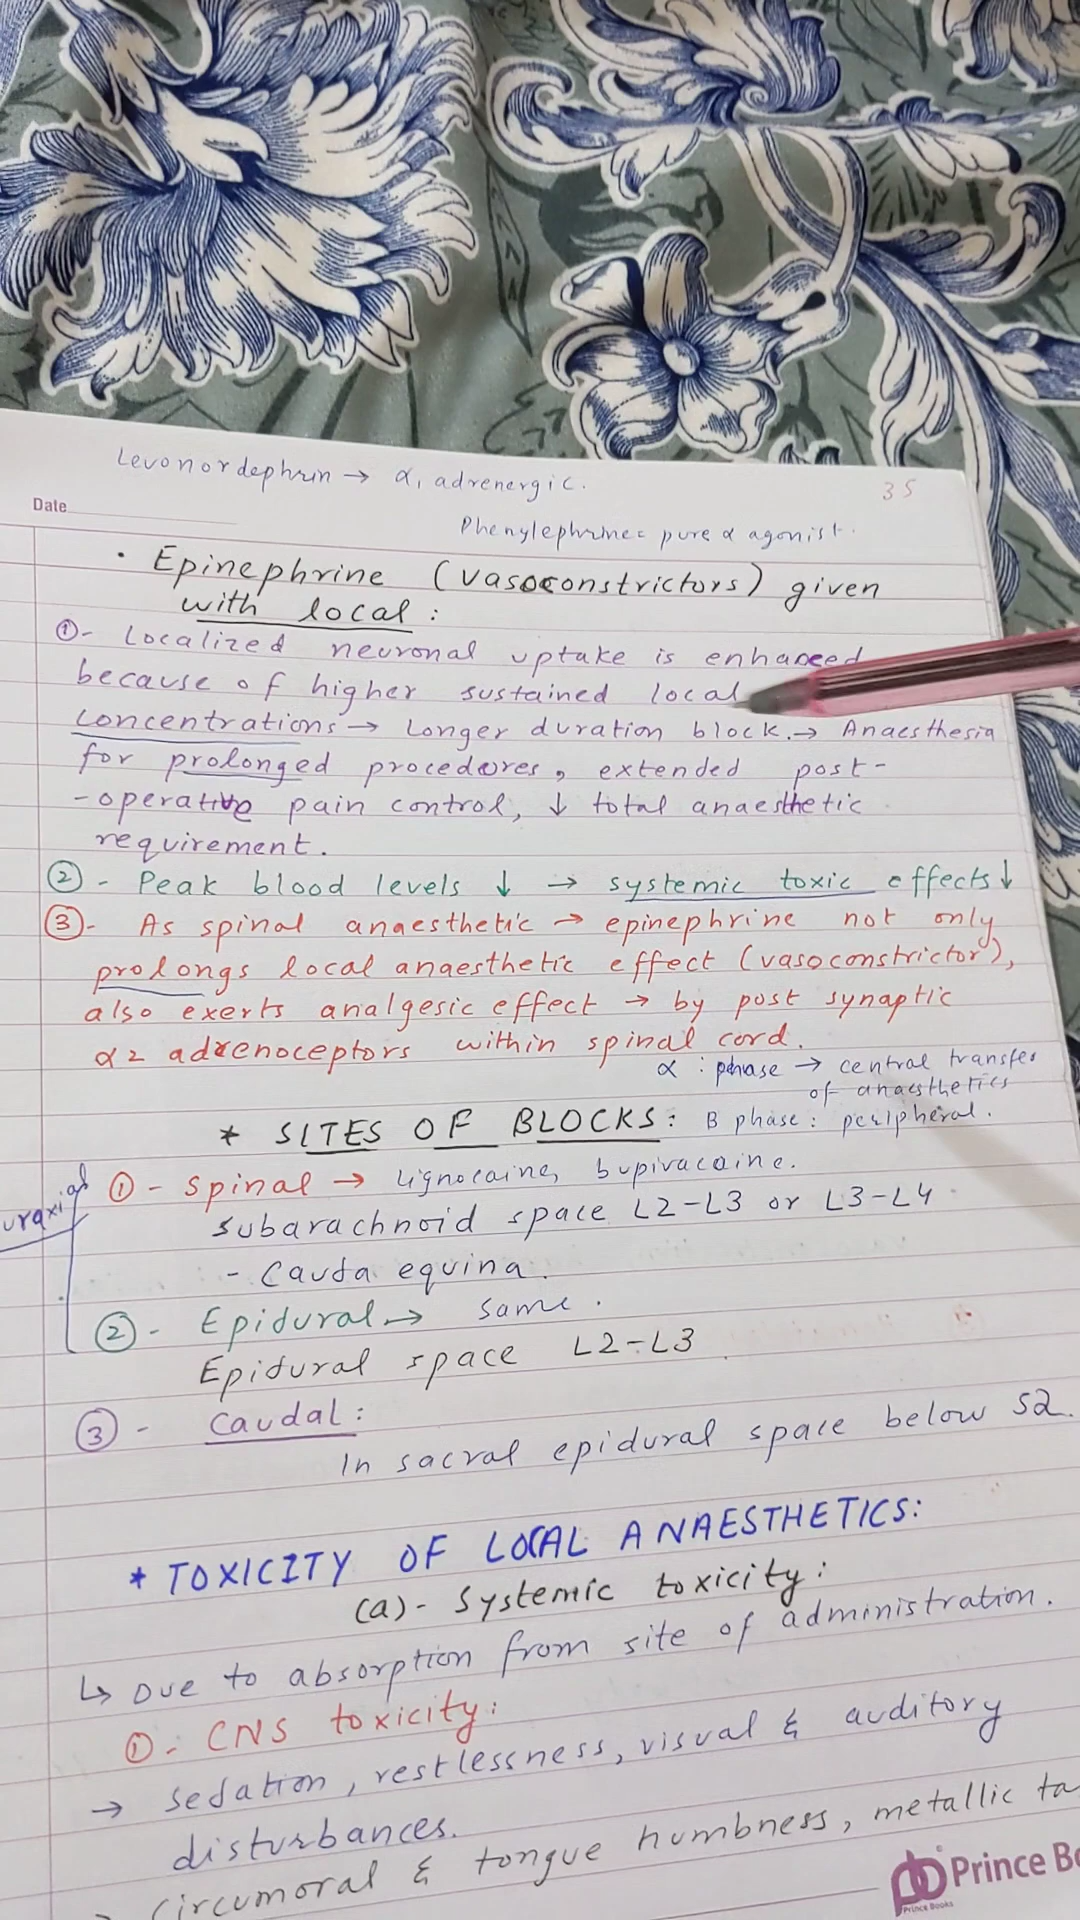 Levonordephrin → α, adrenergic.
35
Date
Phenylephrine = pure α agonist.
• Epinephrine (vasoconstrictors) given
with local :
①- Localized neuronal uptake is enhanced
because of higher sustained local
concentrations → Longer duration block. → Anaesthesia
for prolonged procedures, extended post-
-operative pain control, ↓ total anaesthetic
requirement.
②- Peak blood levels ↓ → systemic toxic effects ↓
③- As spinal anaesthetic → epinephrine not only
prolongs local anaesthetic effect (vasoconstrictor),
also exerts analgesic effect → by post synaptic
α2 adrenoceptors within spinal cord.
α : phase → central transfer
of anaesthetics
* SITES OF BLOCKS: B phase : peripheral.
①- Spinal → Lignocaine, bupivacaine.
Subarachnoid space L2-L3 or L3-L4
- Cauda equina.
②- Epidural → same.
Epidural space L2-L3
③- Caudal :
In sacral epidural space below S2.
* TOXICITY OF LOCAL ANAESTHETICS:
(a)- Systemic toxicity :
↳ Due to absorption from site of administration.
①- CNS toxicity:
→ Sedation, restlessness, visual & auditory
disturbances.
Circumoral & tongue numbness, metallic ta
pb Prince Bo
Prince Books